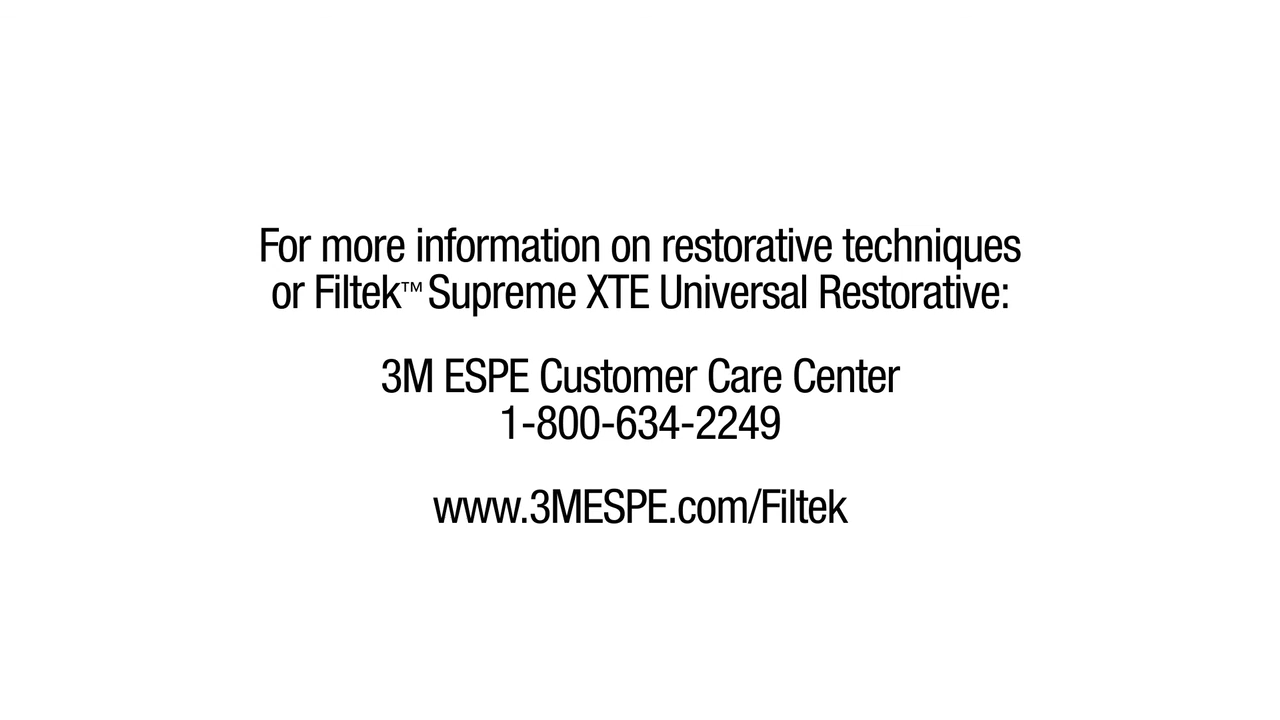 For more information on restorative techniques
or Filtek™ Supreme XTE Universal Restorative:
3M ESPE Customer Care Center
1-800-634-2249
www.3MESPE.com/Filtek